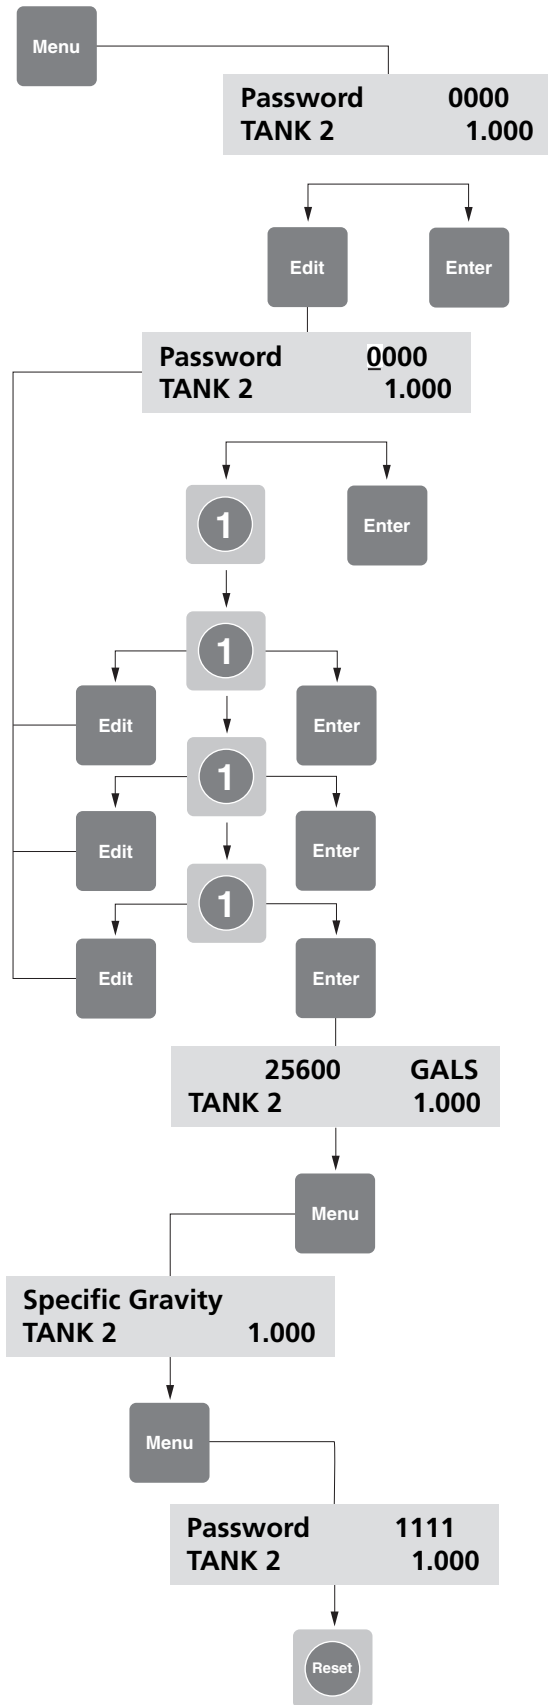 Menu
Password 0000
TANK 2 1.000
Edit Enter
Password 0000
TANK 2 1.000
1 Enter
1
Edit Enter
1
Edit Enter
1
Edit Enter
25600 GALS
TANK 2 1.000
Menu
Specific Gravity
TANK 2 1.000
Menu
Password 1111
TANK 2 1.000
Reset